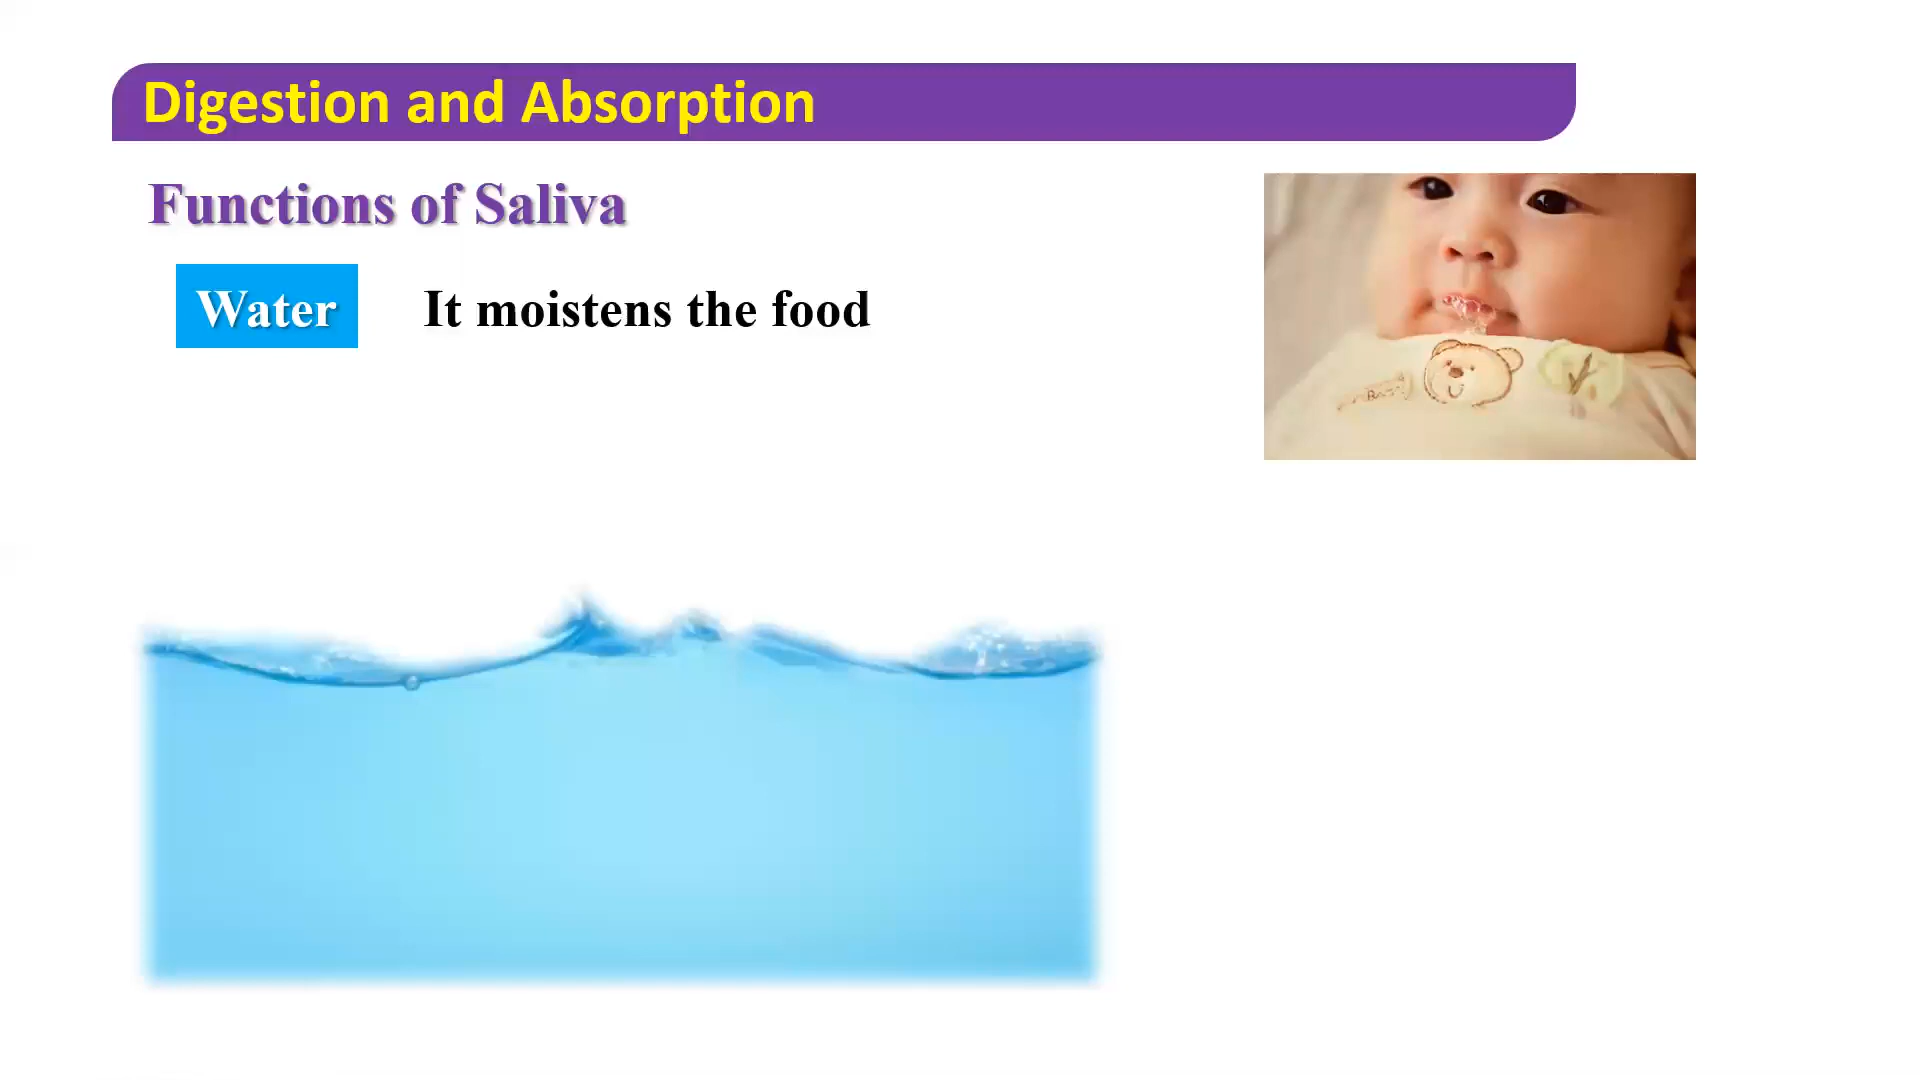 Digestion and Absorption
Functions of Saliva
Water It moistens the food